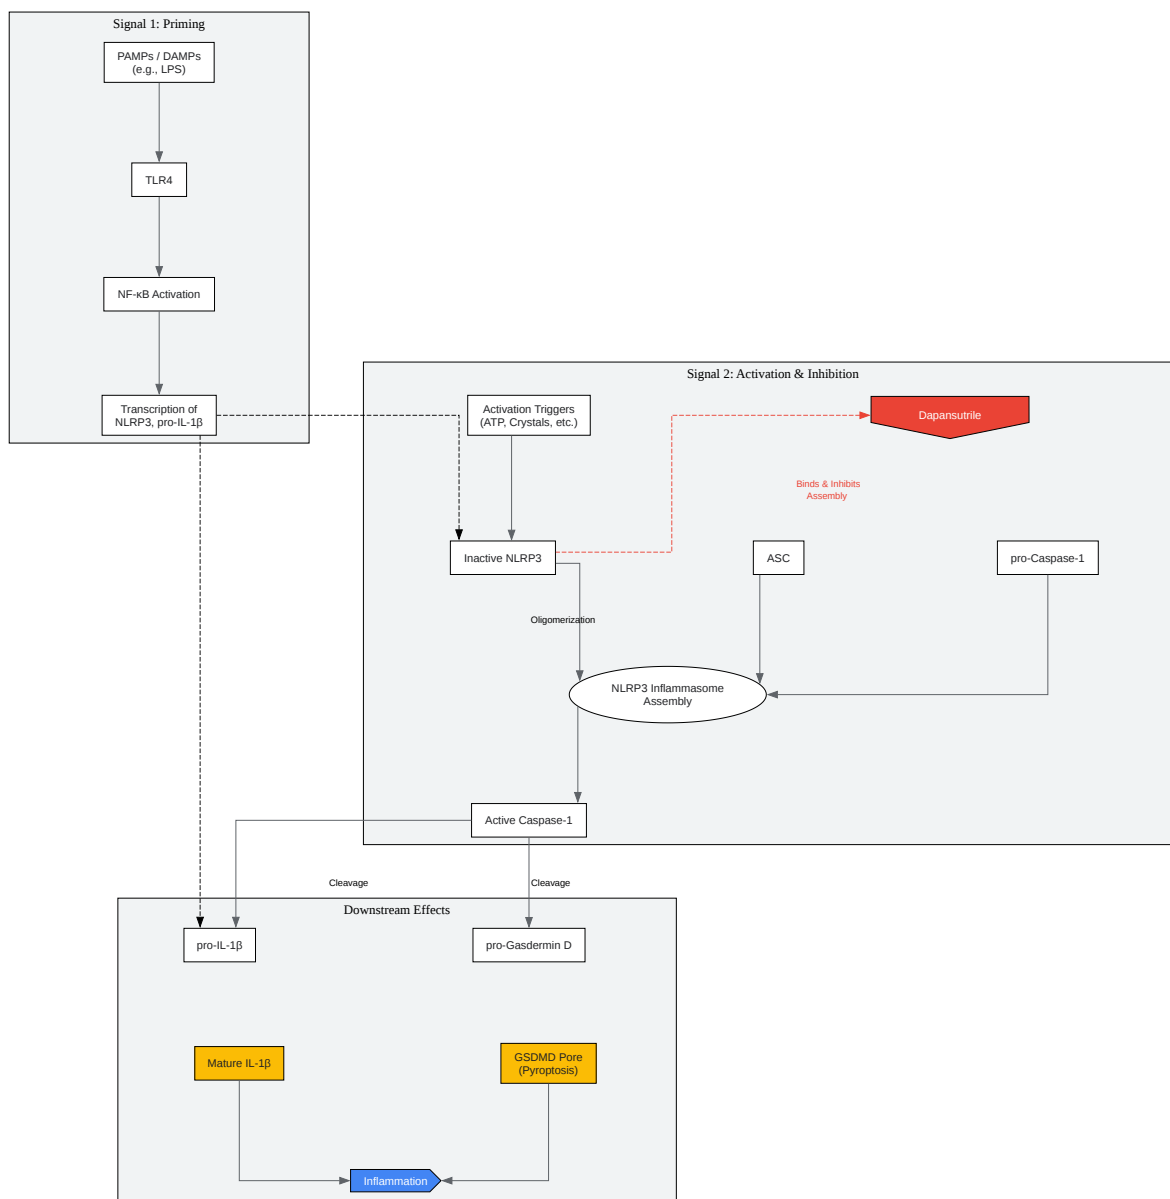 Signal 1: Priming
PAMPs / DAMPs
(e.g., LPS)
TLR4
NF-κB Activation
Transcription of
NLRP3, pro-IL-1β
Signal 2: Activation & Inhibition
Activation Triggers
(ATP, Crystals, etc.)
Dapansutrile
Binds & Inhibits
Assembly
Inactive NLRP3
ASC
pro-Caspase-1
Oligomerization
NLRP3 Inflammasome
Assembly
Active Caspase-1
Cleavage
Cleavage
Downstream Effects
pro-IL-1β
pro-Gasdermin D
Mature IL-1β
GSDMD Pore
(Pyroptosis)
Inflammation